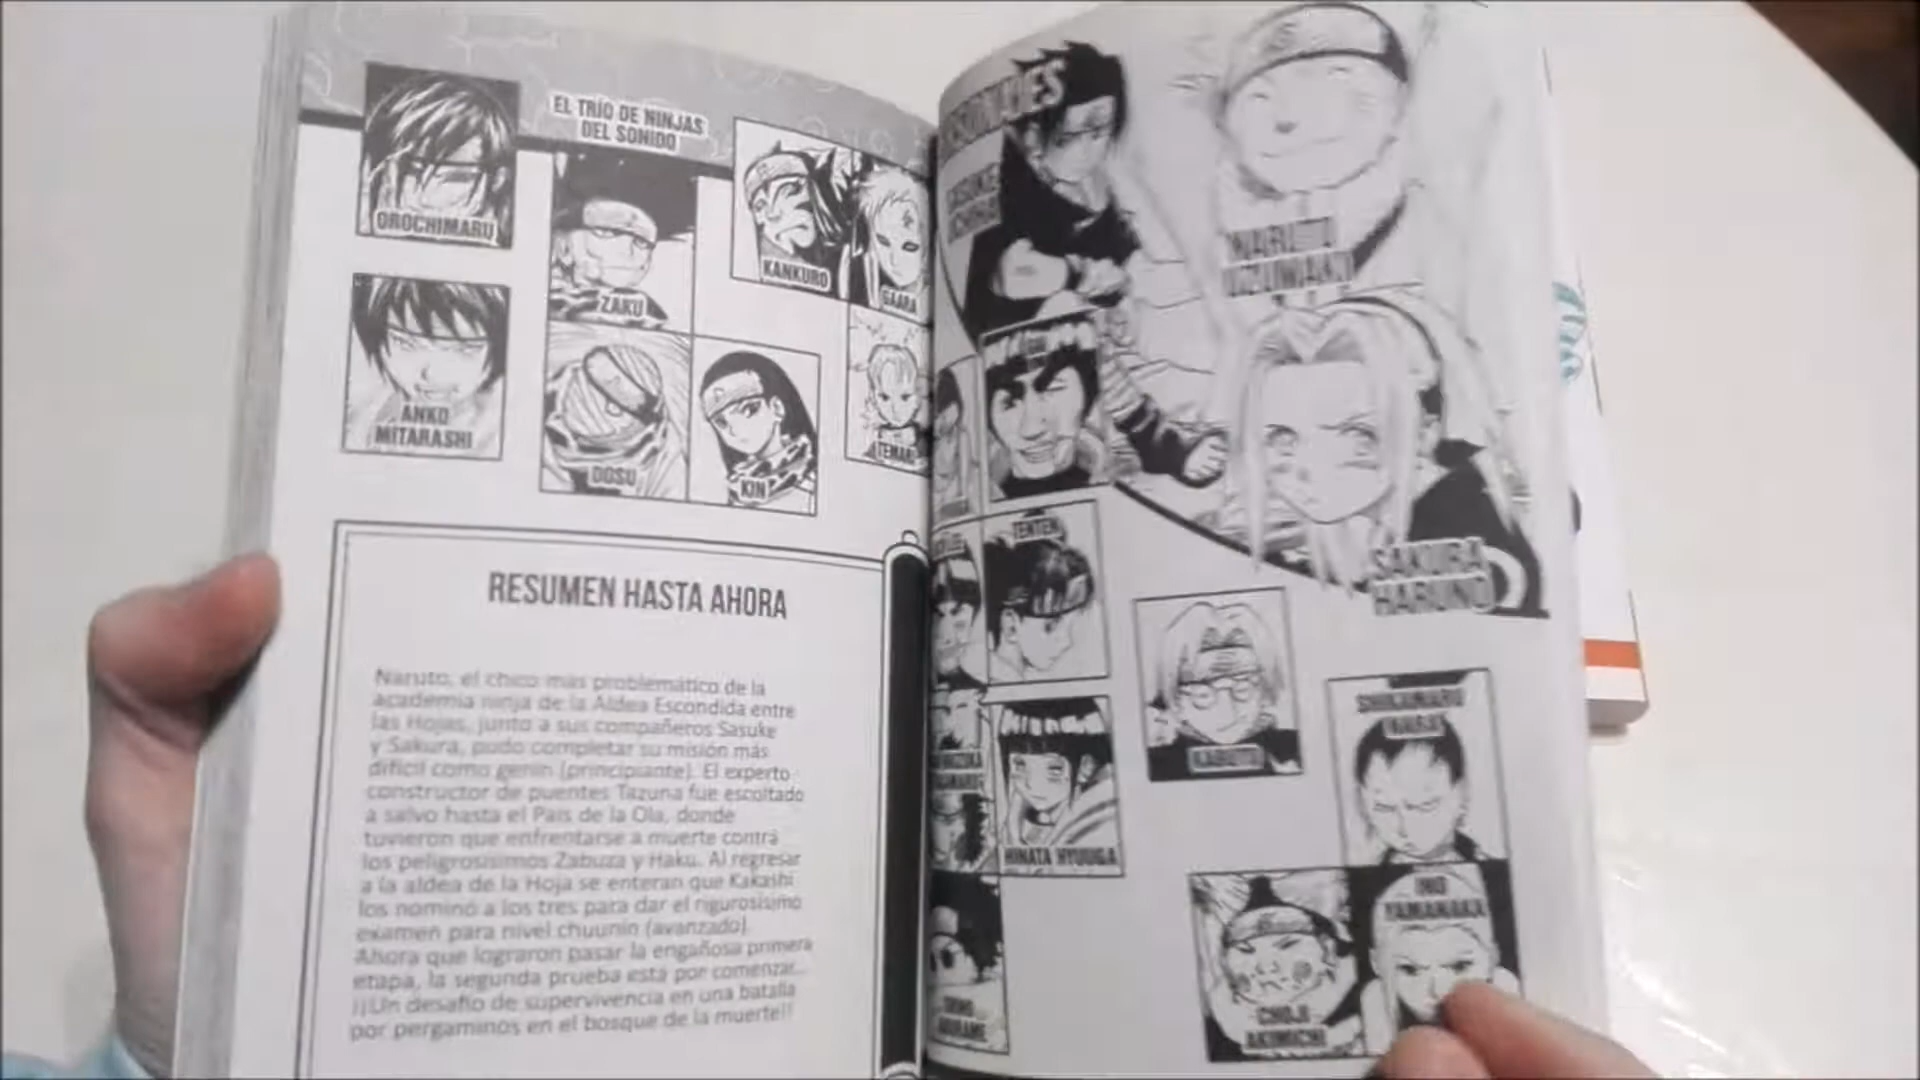 OROCHIMARU
EL TRÍO DE NINJAS
DEL SONIDO
ZAKU
KANKURO
GAARA
ANKO
MITARASHI
DOSU
KIN
TEMARI
RESUMEN HASTA AHORA
Naruto, el chico más problemático de la
academia ninja de la Aldea Escondida entre
las Hojas, junto a sus compañeros Sasuke
y Sakura, pudo completar su misión más
difícil como genin (principiante). El experto
constructor de puentes Tazuna fue escoltado
a salvo hasta el País de la Ola, donde
tuvieron que enfrentarse a muerte contra
los peligrosísimos Zabuza y Haku. Al regresar
a la aldea de la Hoja se enteran que Kakashi
los nominó a los tres para dar el rigurosísimo
examen para nivel chuunin (avanzado).
Ahora que lograron pasar la engañosa primera
etapa, la segunda prueba está por comenzar...
¡¡Un desafío de supervivencia en una batalla
por pergaminos en el bosque de la muerte!!
NARUTO
UZUMAKI
SAKURA
HARUNO
TENTEN
KABUTO
SHIKAMARU
NARA
HINATA HYUUGA
INO
YAMANAKA
CHOJI
AKIMICHI